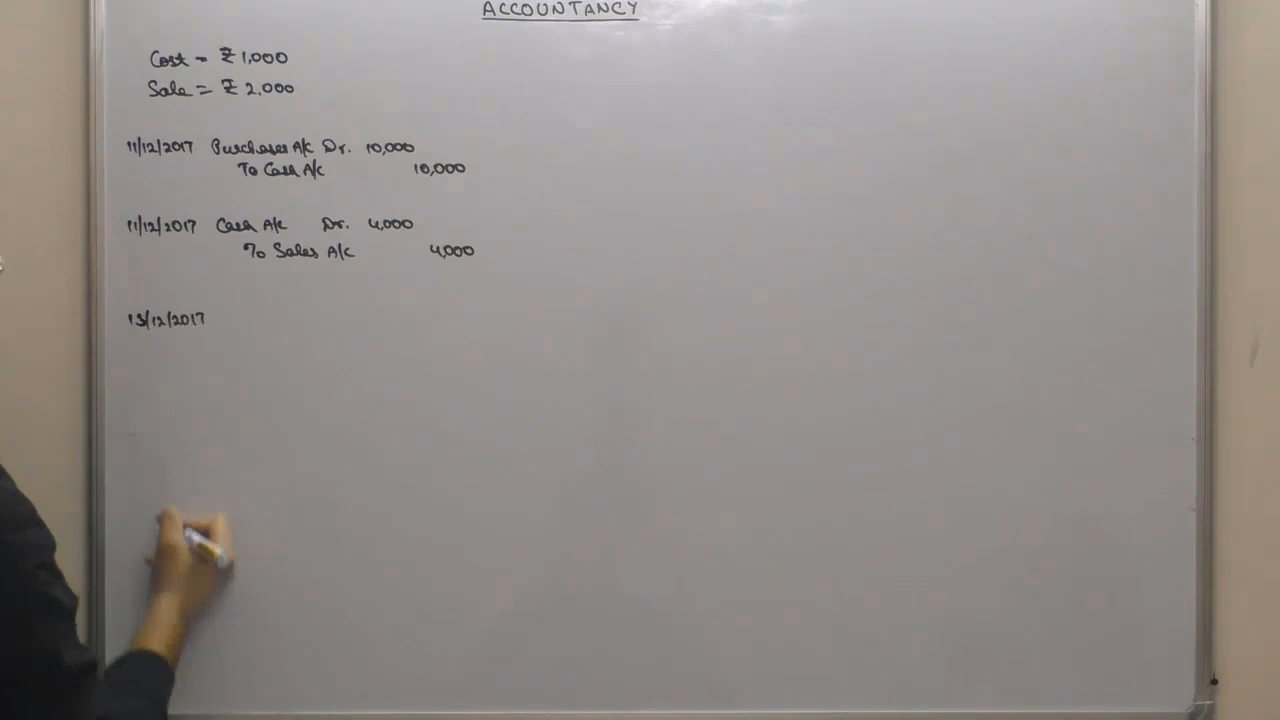 ACCOUNTANCY
Cost = ₹ 1,000
Sale = ₹ 2,000
11/12/2017 Purchases A/c Dr. 10,000
To Cash A/c 10,000
11/12/2017 Cash A/c Dr. 4,000
To Sales A/c 4,000
13/12/2017